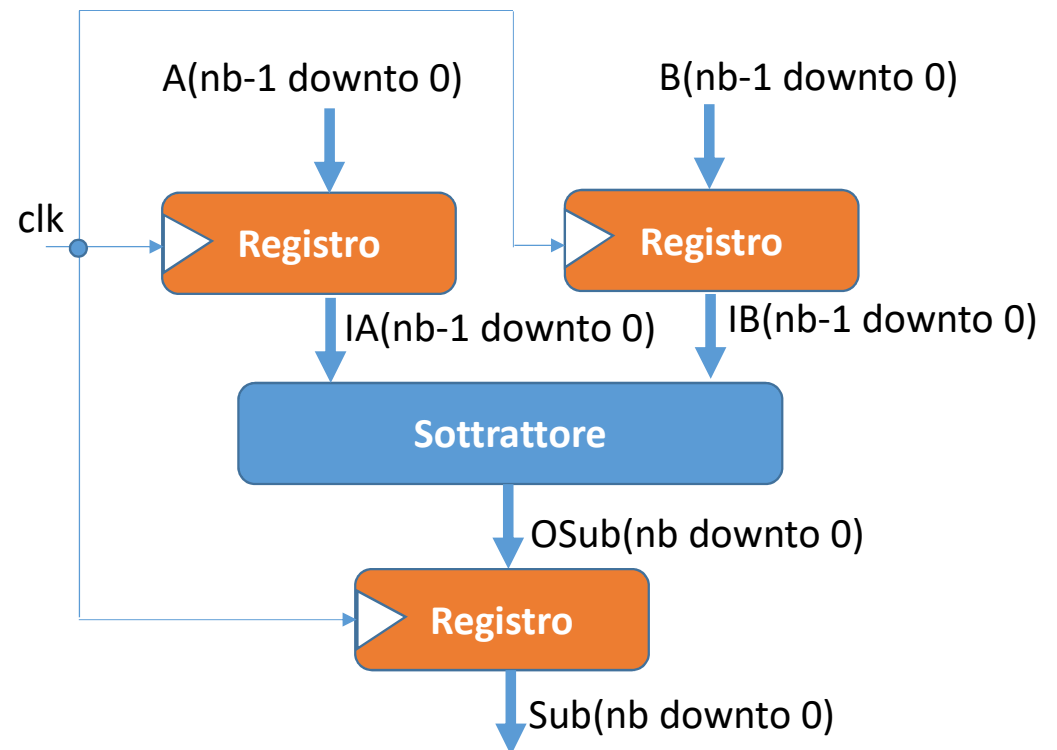 A(nb-1 downto 0)
B(nb-1 downto 0)
clk
Registro
Registro
IA(nb-1 downto 0)
IB(nb-1 downto 0)
Sottrattore
OSub(nb downto 0)
Registro
Sub(nb downto 0)